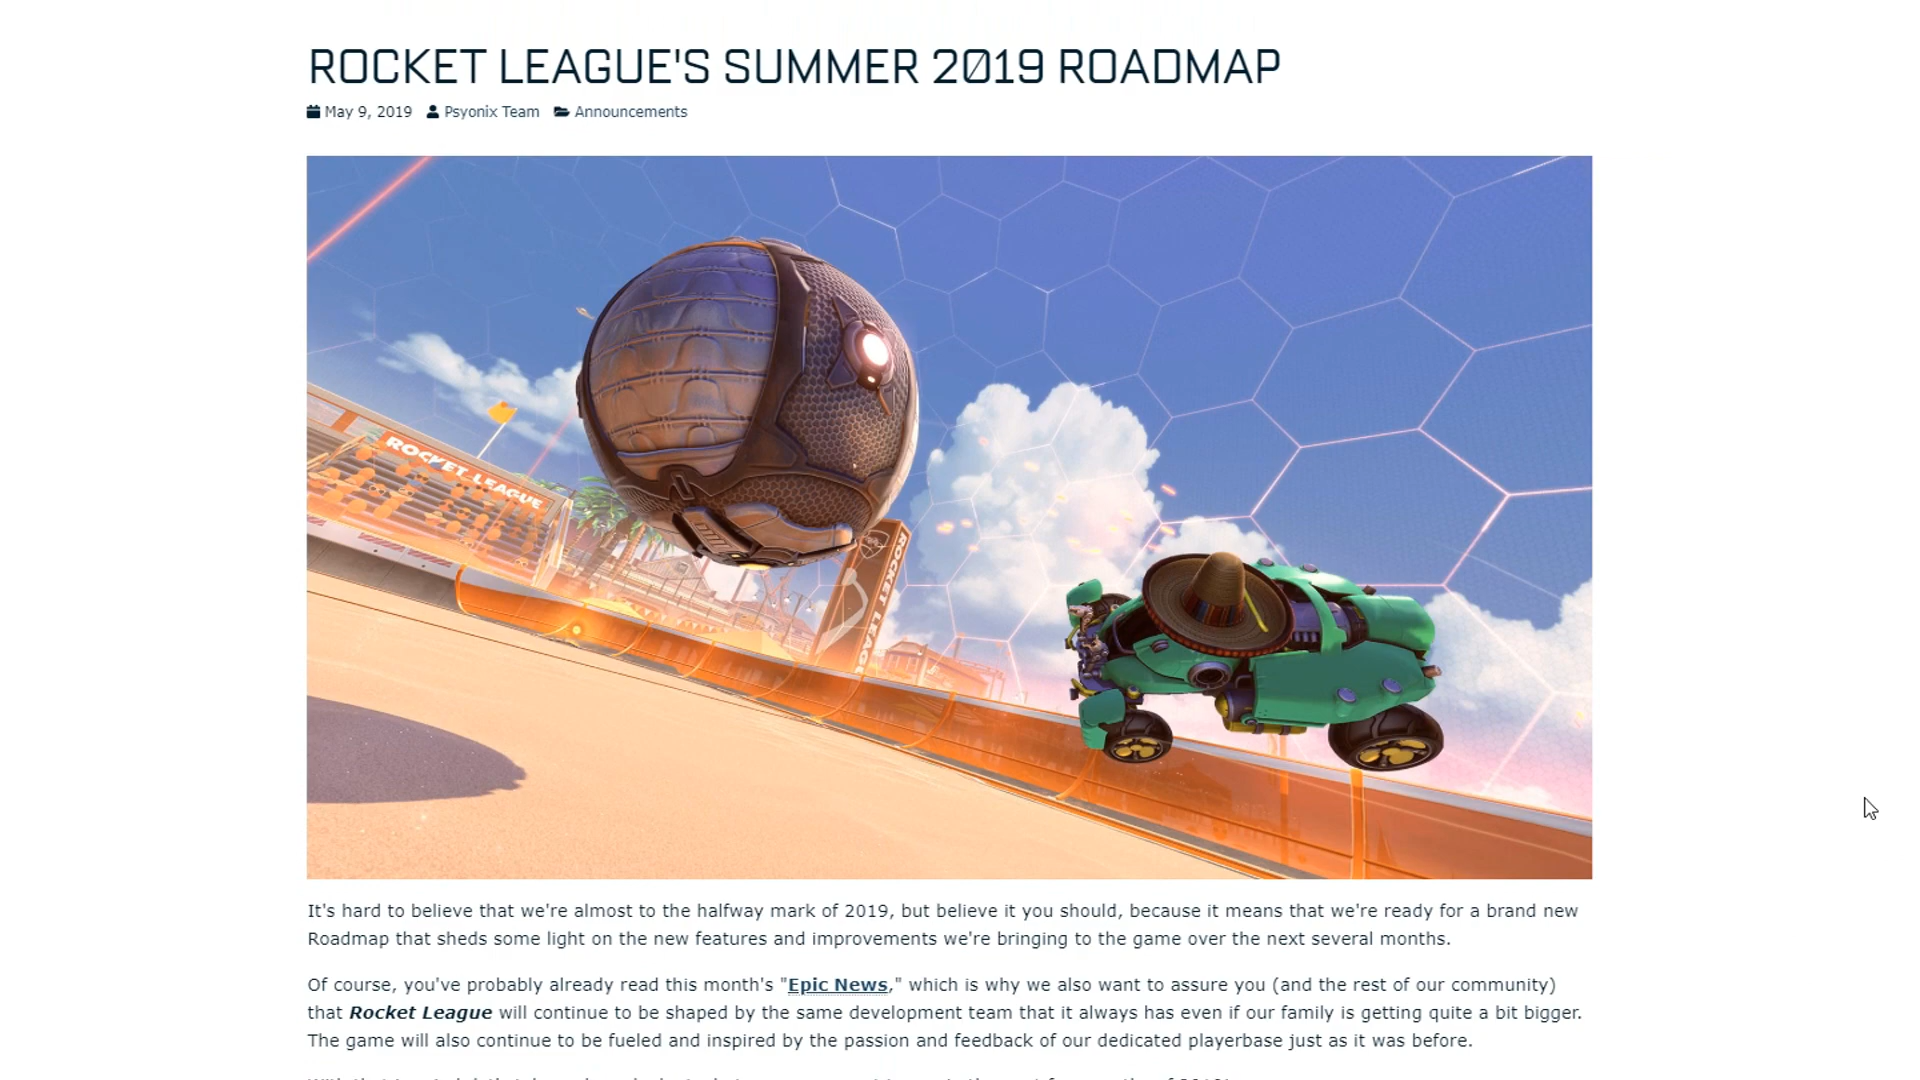 ROCKET LEAGUE'S SUMMER 2019 ROADMAP
May 9, 2019 Psyonix Team Announcements
ROCKET LEAGUE
ROCKET LEAGUE
It's hard to believe that we're almost to the halfway mark of 2019, but believe it you should, because it means that we're ready for a brand new
Roadmap that sheds some light on the new features and improvements we're bringing to the game over the next several months.
Of course, you've probably already read this month's "Epic News," which is why we also want to assure you (and the rest of our community)
that Rocket League will continue to be shaped by the same development team that it always has even if our family is getting quite a bit bigger.
The game will also continue to be fueled and inspired by the passion and feedback of our dedicated playerbase just as it was before.